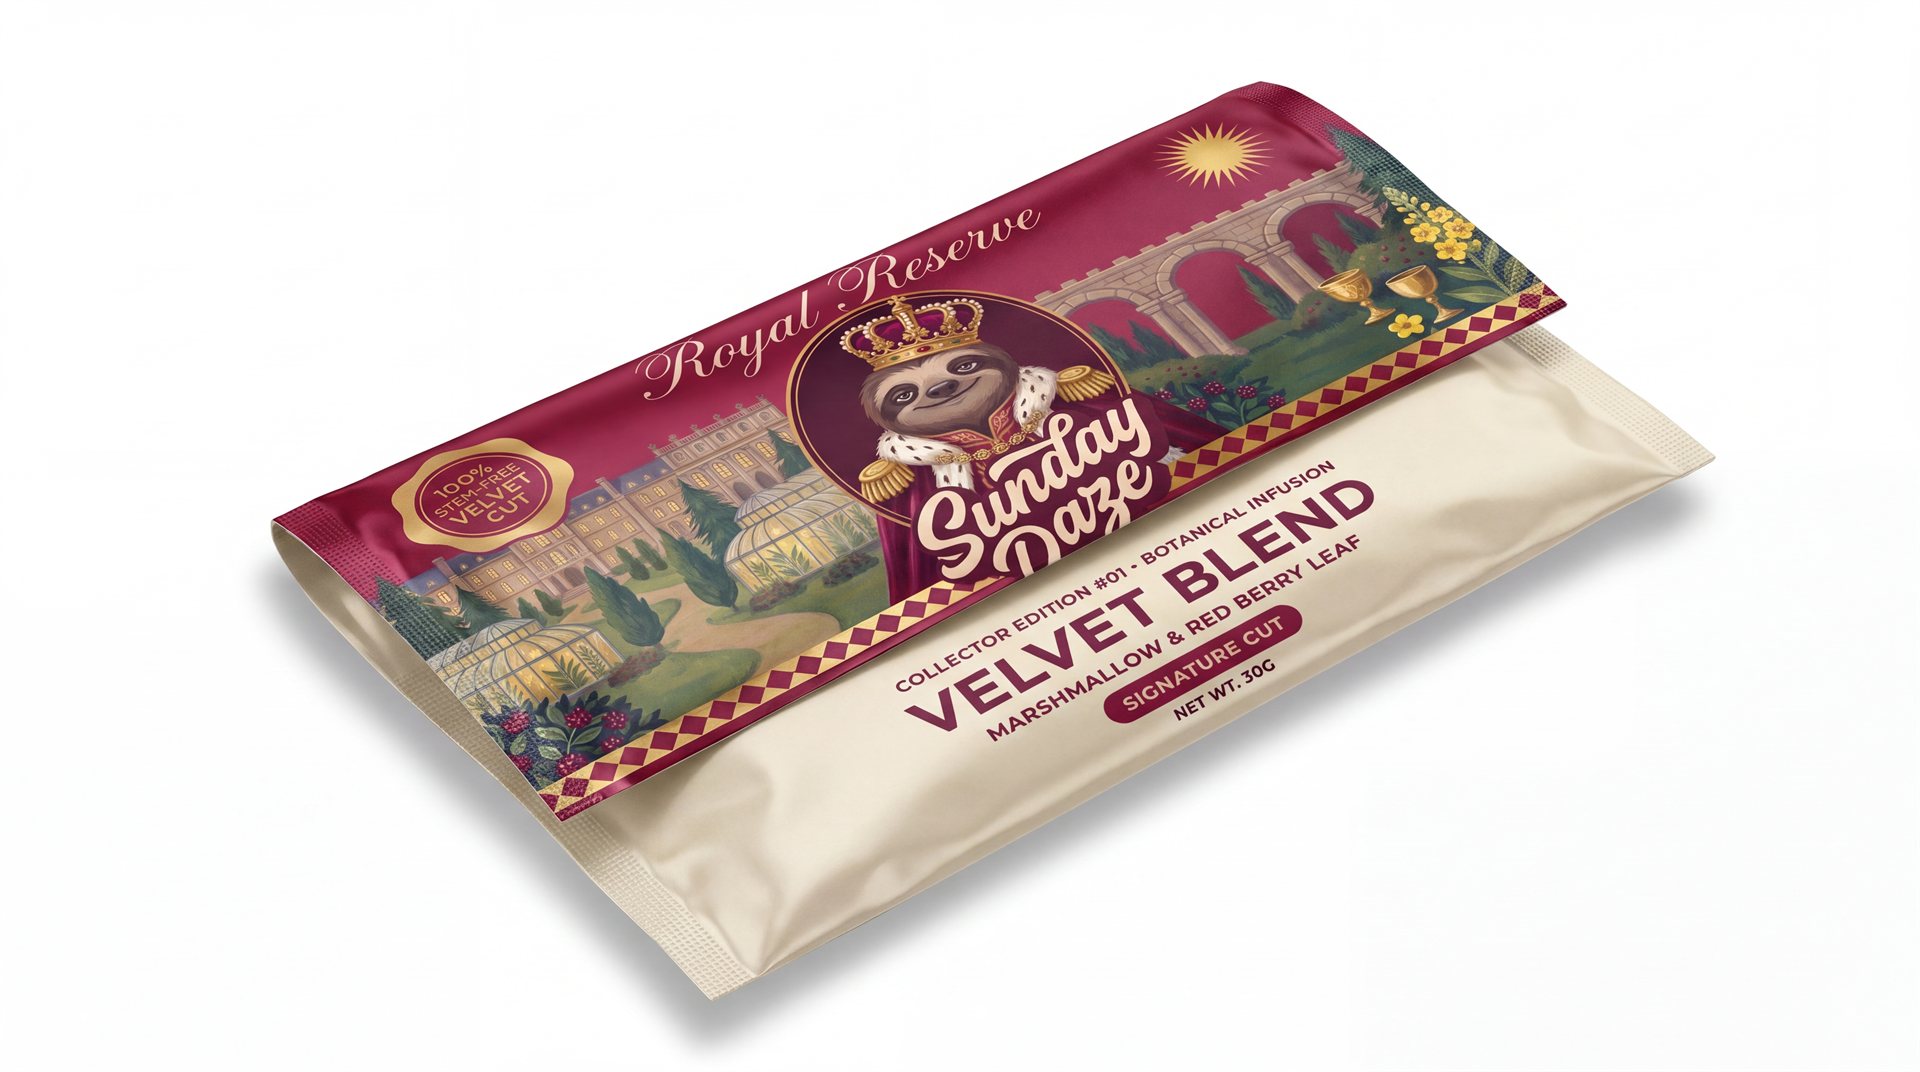 Royal Reserve
100%
STEM-FREE
VELVET
CUT
Sunday
Daze
COLLECTOR EDITION #01 • BOTANICAL INFUSION
VELVET BLEND
MARSHMALLOW & RED BERRY LEAF
SIGNATURE CUT
NET WT. 30G